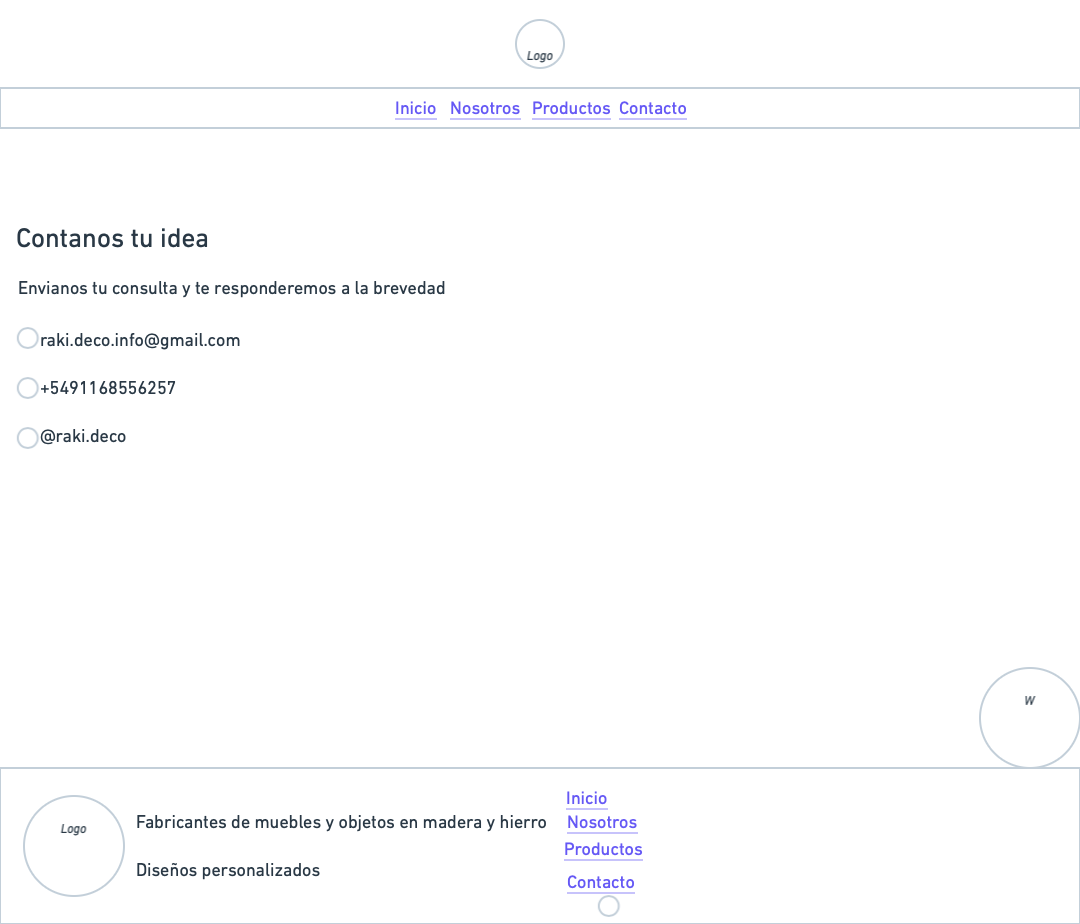 Logo
Inicio Nosotros Productos Contacto
Contanos tu idea
Envianos tu consulta y te responderemos a la brevedad
raki.deco.info@gmail.com
+5491168556257
@raki.deco
W
Logo
Fabricantes de muebles y objetos en madera y hierro
Diseños personalizados
Inicio
Nosotros
Productos
Contacto